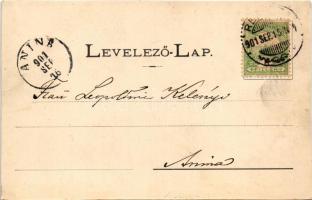 ANINA
901
SEP
16
LEVELEZŐ-LAP.
901 SEP. 15
Frau Leopoldine Kelényi
Anina